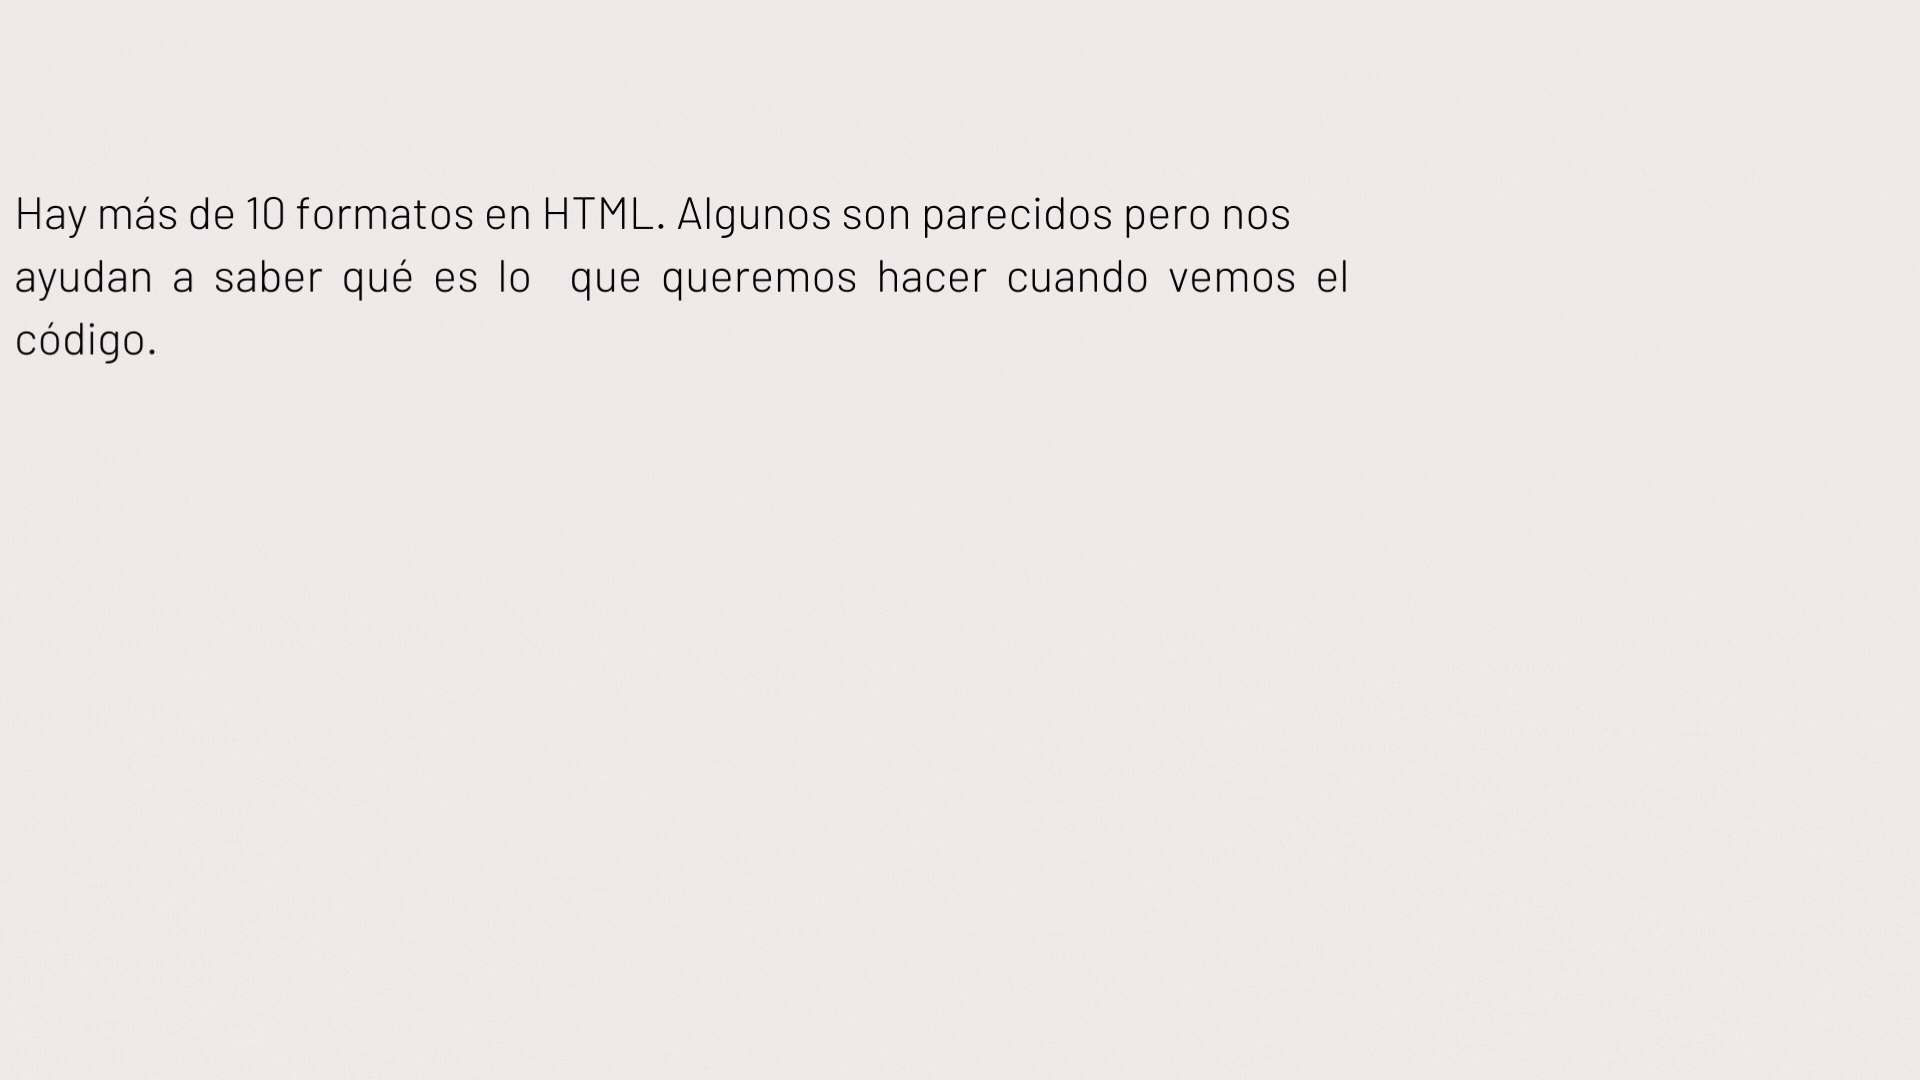 Hay más de 10 formatos en HTML. Algunos son parecidos pero nos
ayudan a saber qué es lo que queremos hacer cuando vemos el
código.